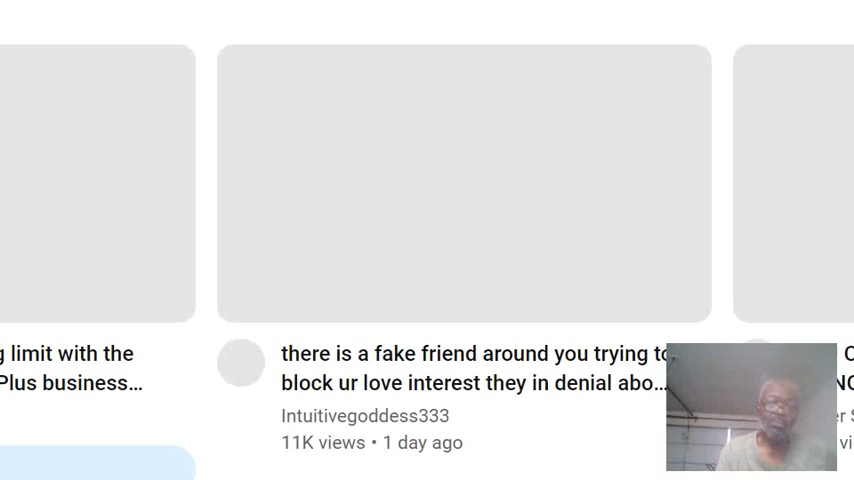 g limit with the
Plus business...
there is a fake friend around you trying to
block ur love interest they in denial abo...
Intuitivegoddess333
11K views • 1 day ago